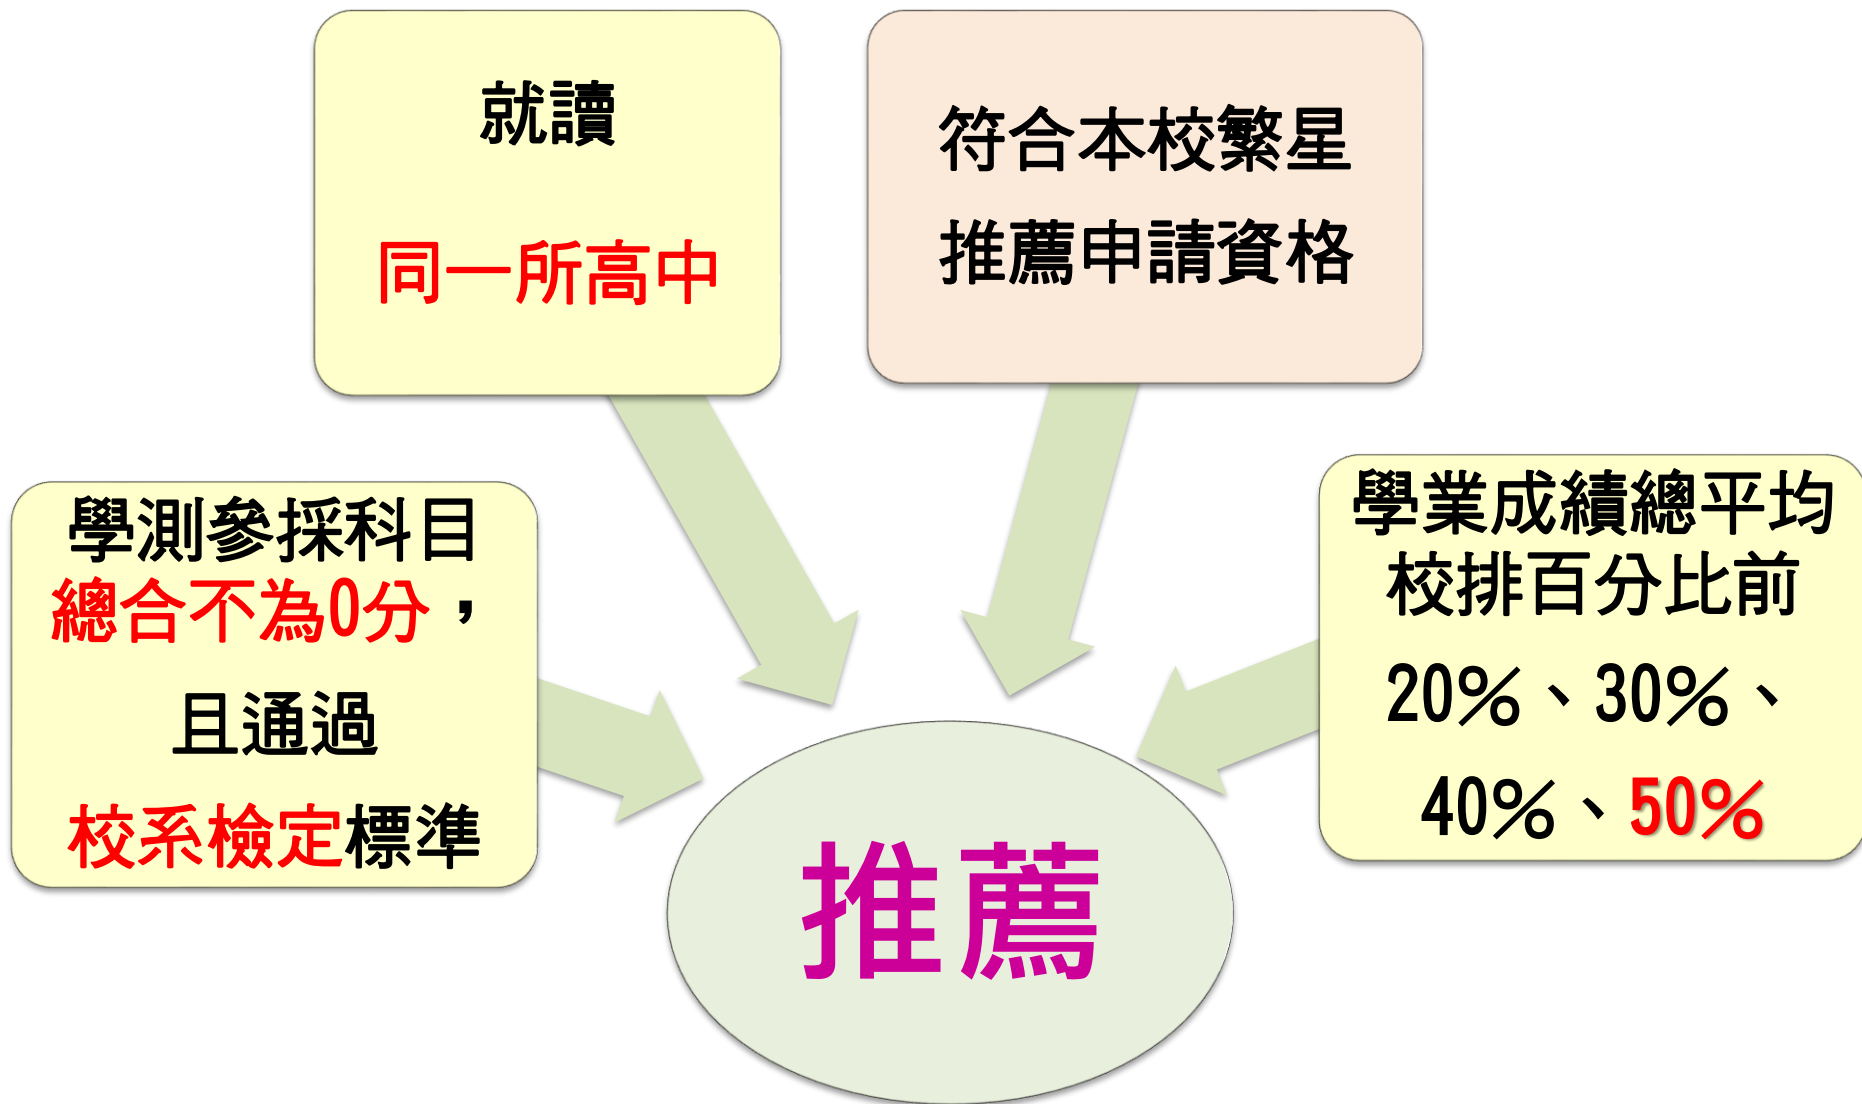 就讀
同一所高中
符合本校繁星
推薦申請資格
學測參採科目
總合不為0分，
且通過
校系檢定標準
學業成績總平均
校排百分比前
20%、30%、
40%、50%
推薦